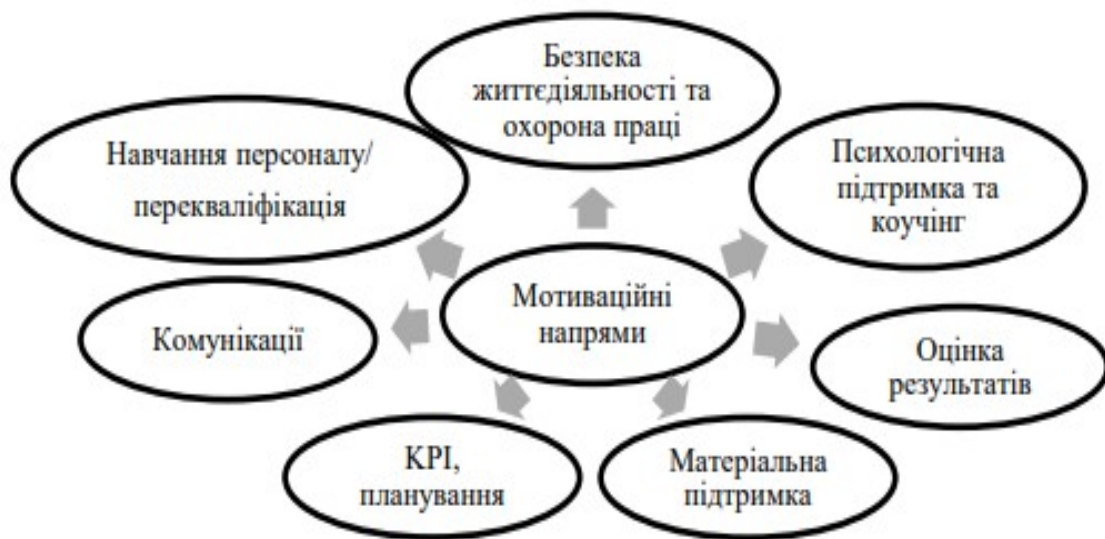 Безпека
життєдіяльності та
охорона праці
Навчання персоналу/
перекваліфікація
Психологічна
підтримка та
коучінг
Мотиваційні
напрями
Комунікації
Оцінка
результатів
KPI,
планування
Матеріальна
підтримка